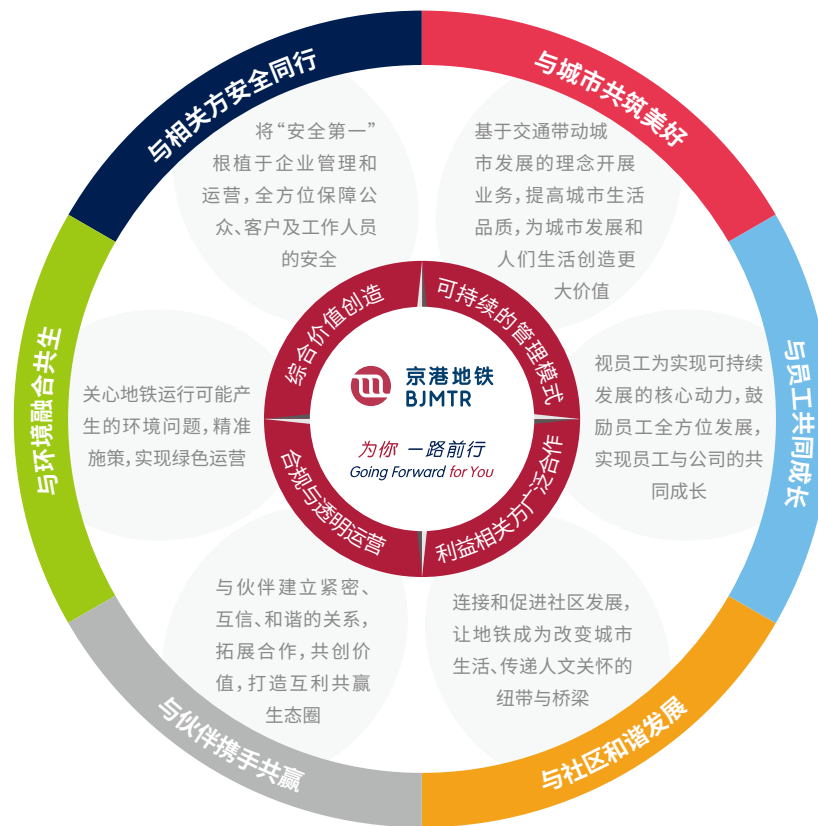 与相关方安全同行
将“安全第一”
根植于企业管理和
运营，全方位保障公
众、客户及工作人员
的安全
与城市共筑美好
基于交通带动城
市发展的理念开展
业务，提高城市生活
品质，为城市发展和
人们生活创造更
大价值
与员工共同成长
视员工为实现可持续
发展的核心动力，鼓
励员工全方位发展，
实现员工与公司的共
同成长
与社区和谐发展
连接和促进社区发展，
让地铁成为改变城市
生活、传递人文关怀的
纽带与桥梁
与伙伴携手共赢
与伙伴建立紧密、
互信、和谐的关系，
拓展合作，共创价
值，打造互利共赢
生态圈
与环境融合共生
关心地铁运行可能产
生的环境问题，精准
施策，实现绿色运营
综合价值创造
可持续的管理模式
利益相关方广泛合作
合规与透明运营
京港地铁
BJMTR
为你 一路前行
Going Forward for You